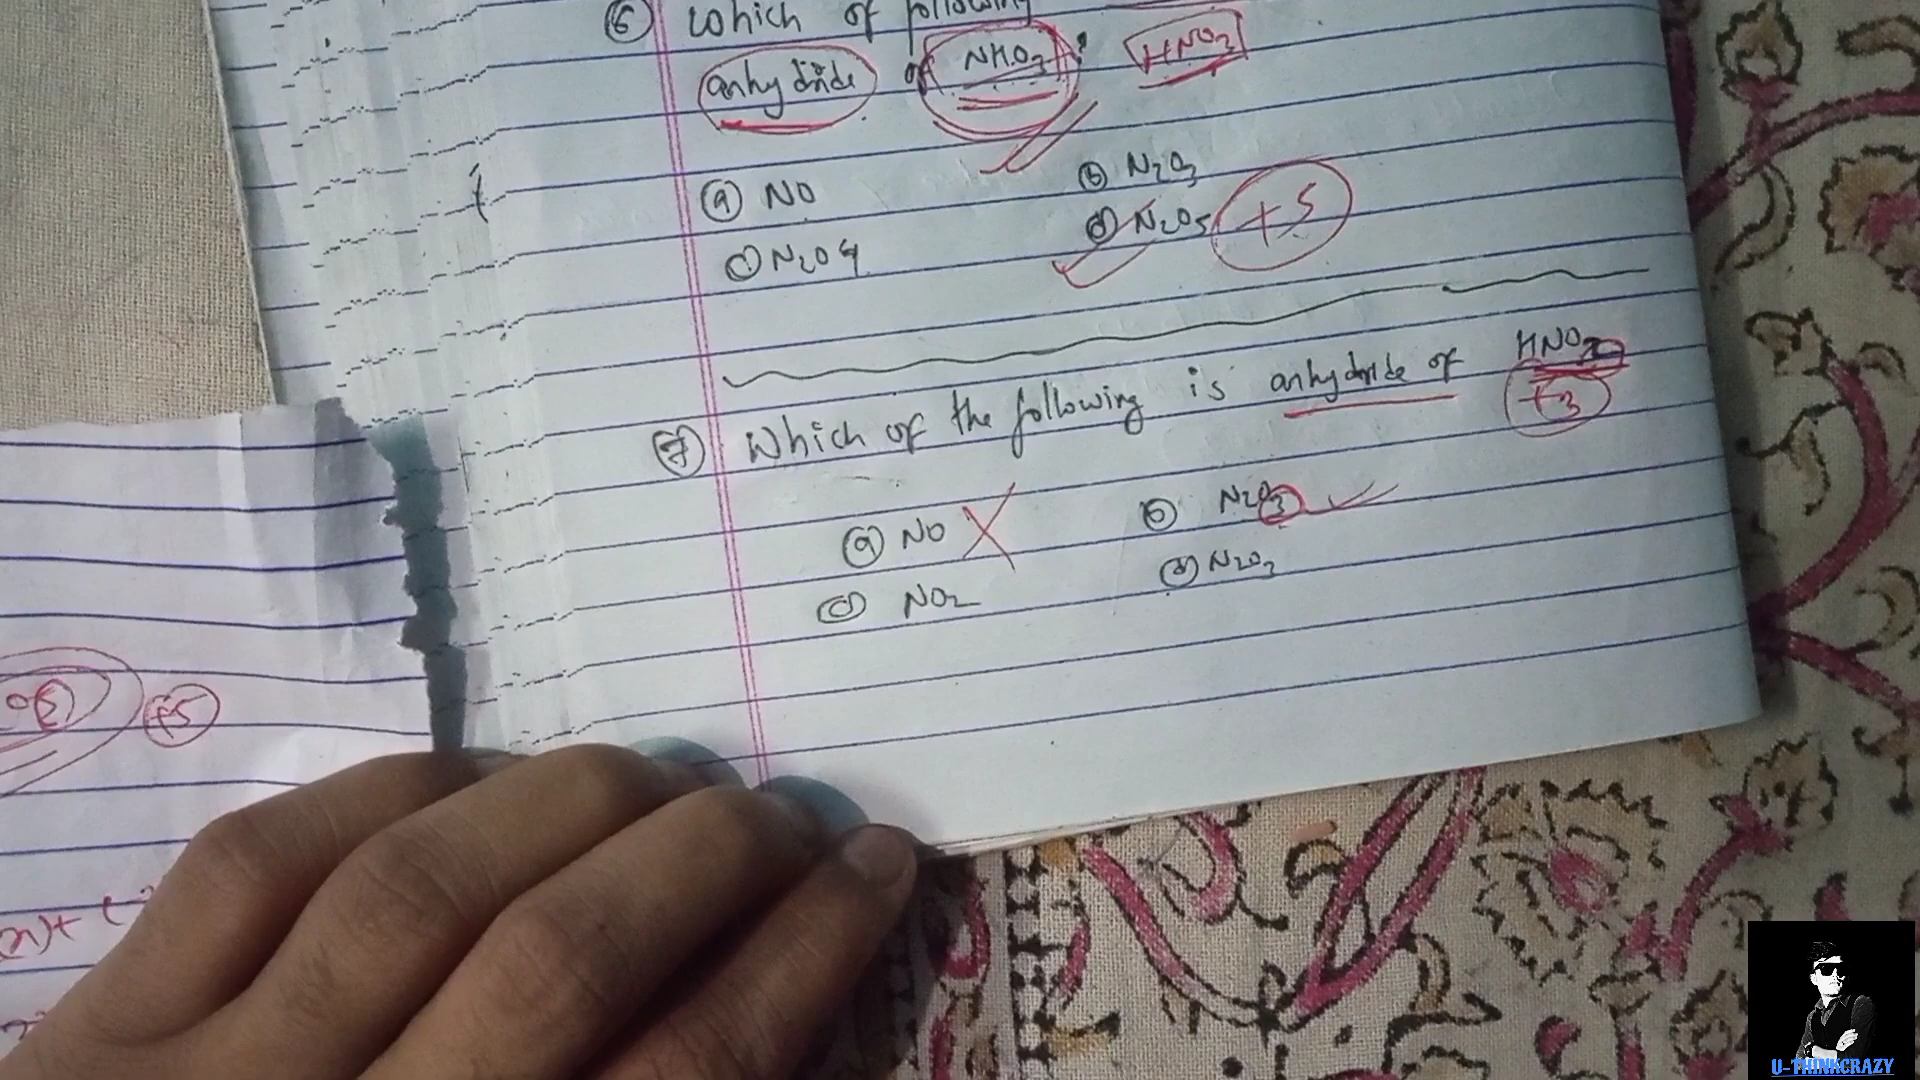 ⑥ Which of following
anhydride of NHO3? HNO3
ⓐ NO ⓑ N2O3
ⓒ N2O4 ⓓ N2O5 +5
⑦ Which of the following is anhydride of HNO2
+3
ⓐ NO ⓑ N2O3
ⓒ NO2 ⓓ N2O3
+5
U-THINKCRAZY